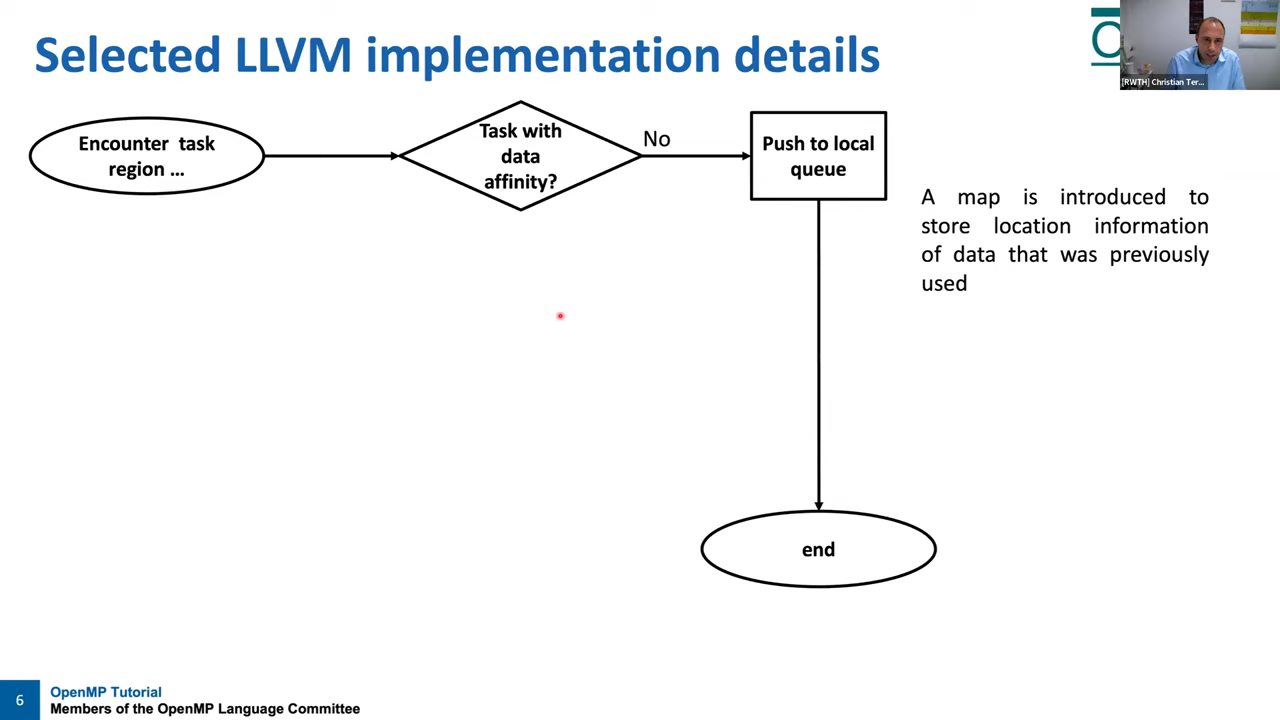 Selected LLVM implementation details
[RWTH] Christian Ter...
Encounter task
region ...
Task with
data
affinity?
No
Push to local
queue
A map is introduced to
store location information
of data that was previously
used
end
6
OpenMP Tutorial
Members of the OpenMP Language Committee